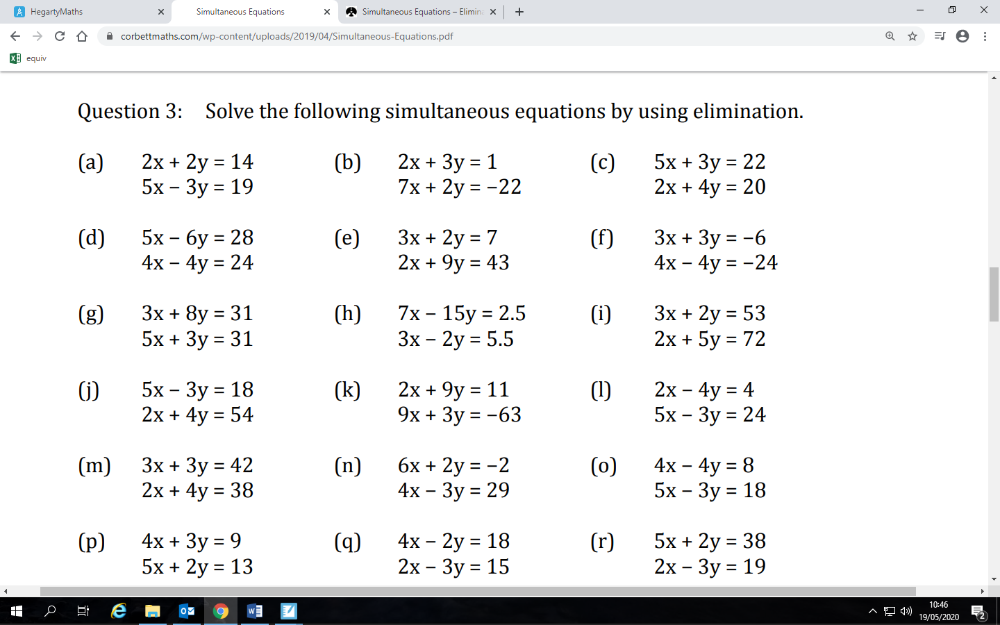 HegartyMaths
Simultaneous Equations
Simultaneous Equations – Elimina
corbettmaths.com/wp-content/uploads/2019/04/Simultaneous-Equations.pdf
equiv
Question 3: Solve the following simultaneous equations by using elimination.
(a) 2x + 2y = 14 (b) 2x + 3y = 1 (c) 5x + 3y = 22
5x − 3y = 19 7x + 2y = −22 2x + 4y = 20
(d) 5x − 6y = 28 (e) 3x + 2y = 7 (f) 3x + 3y = −6
4x − 4y = 24 2x + 9y = 43 4x − 4y = −24
(g) 3x + 8y = 31 (h) 7x − 15y = 2.5 (i) 3x + 2y = 53
5x + 3y = 31 3x − 2y = 5.5 2x + 5y = 72
(j) 5x − 3y = 18 (k) 2x + 9y = 11 (l) 2x − 4y = 4
2x + 4y = 54 9x + 3y = −63 5x − 3y = 24
(m) 3x + 3y = 42 (n) 6x + 2y = −2 (o) 4x − 4y = 8
2x + 4y = 38 4x − 3y = 29 5x − 3y = 18
(p) 4x + 3y = 9 (q) 4x − 2y = 18 (r) 5x + 2y = 38
5x + 2y = 13 2x − 3y = 15 2x − 3y = 19
10:46
19/05/2020
2